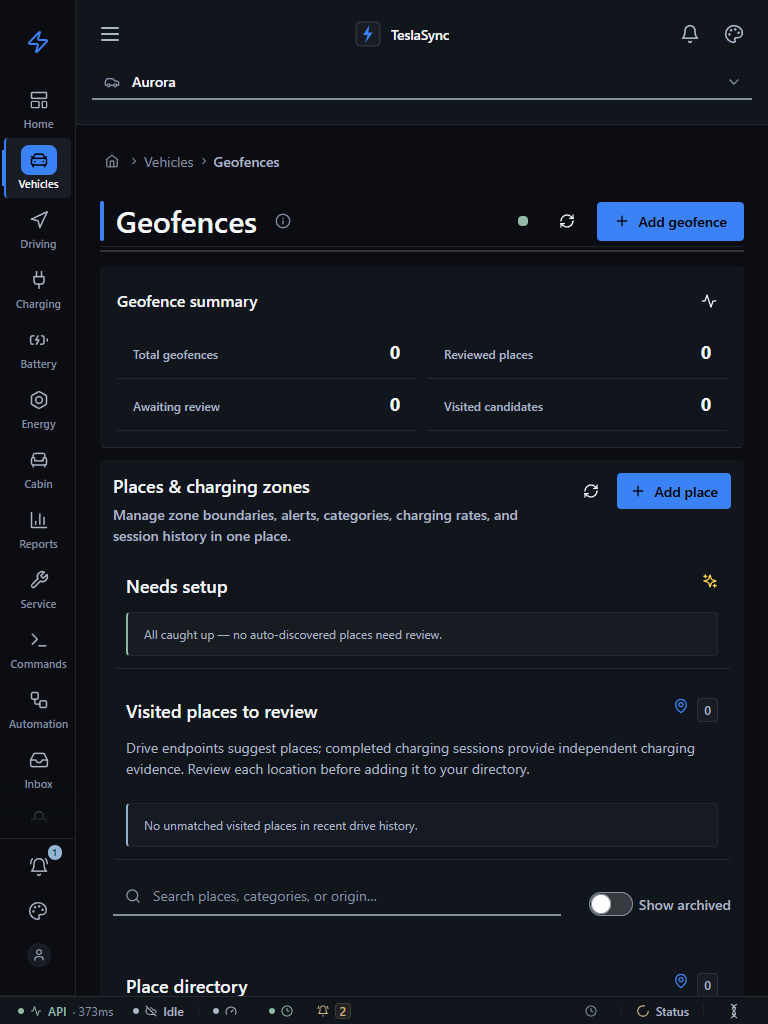 TeslaSync
Aurora
Home
Vehicles
Driving
Charging
Battery
Energy
Cabin
Reports
Service
Commands
Automation
Inbox
1
Vehicles
Geofences
Geofences
Add geofence
Geofence summary
Total geofences 0
Reviewed places 0
Awaiting review 0
Visited candidates 0
Places & charging zones
Add place
Manage zone boundaries, alerts, categories, charging rates, and
session history in one place.
Needs setup
All caught up — no auto-discovered places need review.
Visited places to review
0
Drive endpoints suggest places; completed charging sessions provide independent charging
evidence. Review each location before adding it to your directory.
No unmatched visited places in recent drive history.
Search places, categories, or origin...
Show archived
Place directory
0
API · 373ms
Idle
2
Status